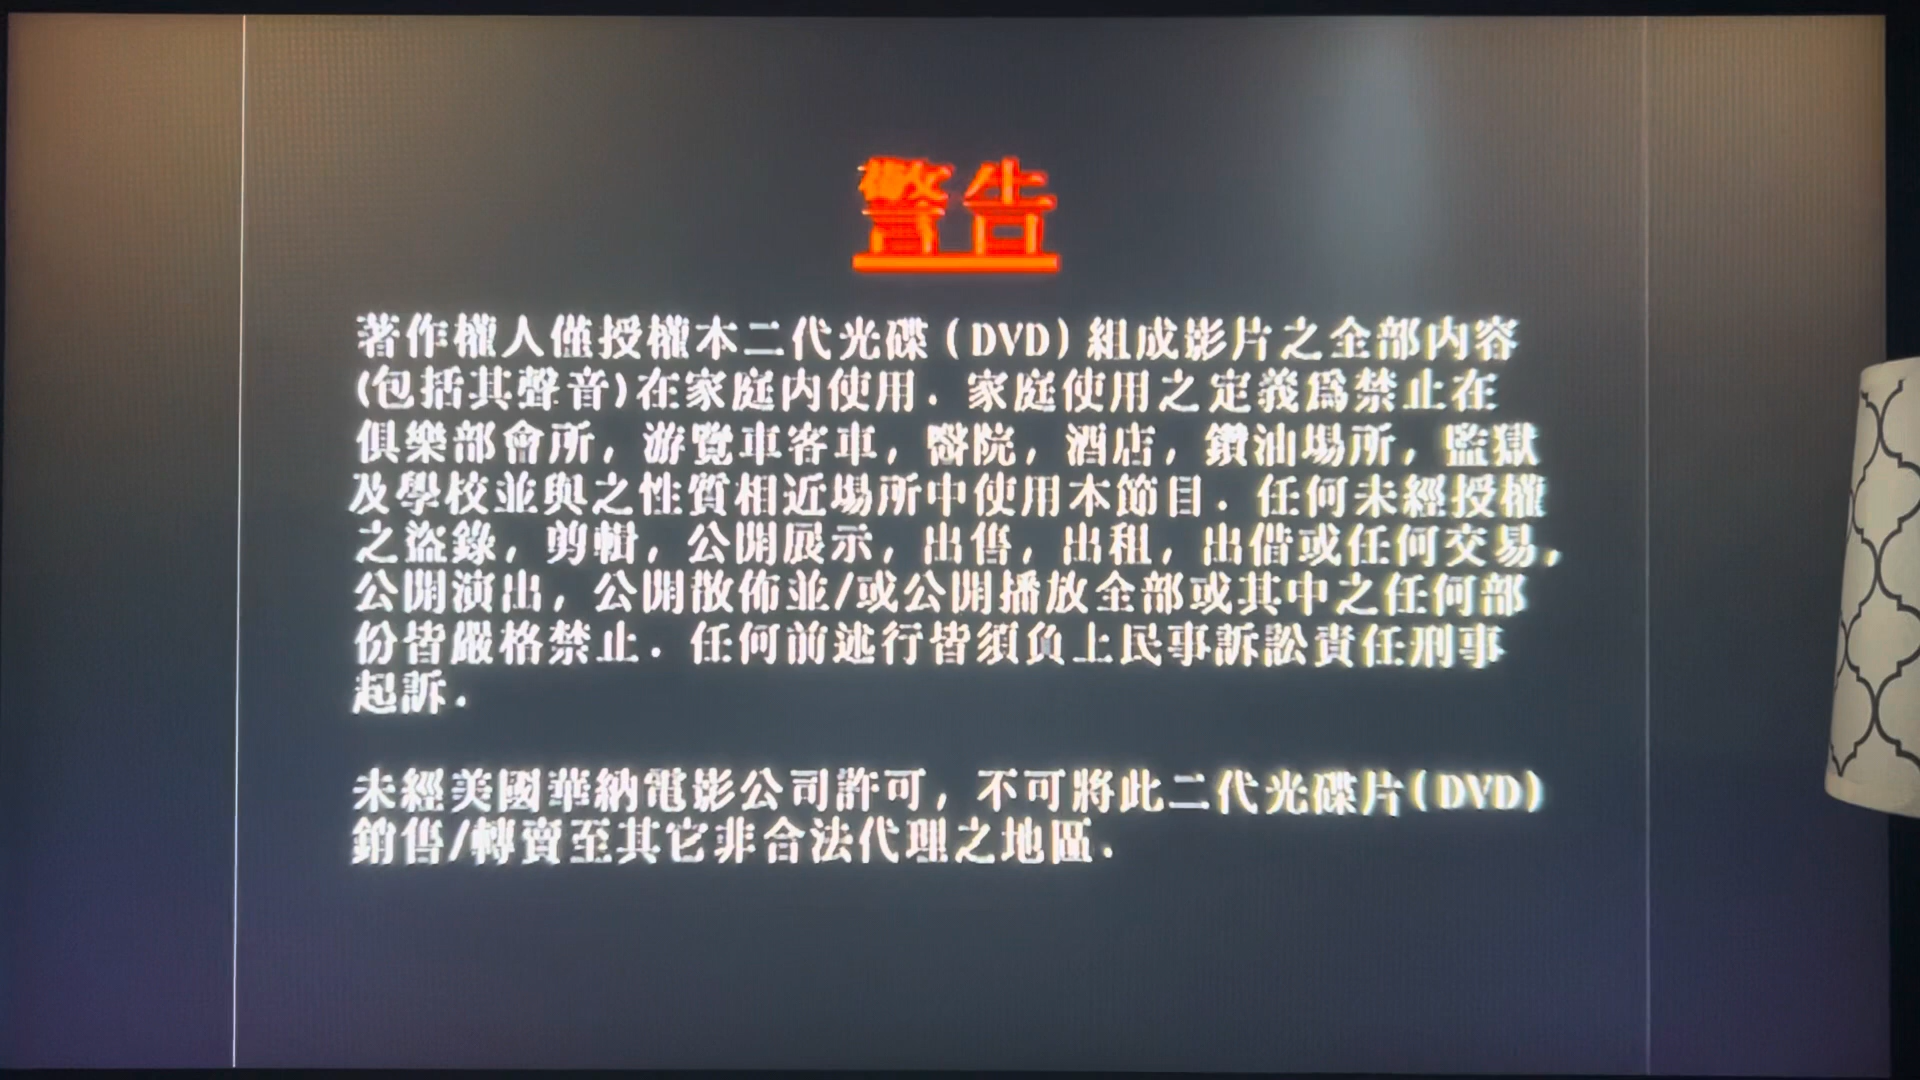 警告
著作權人僅授權本二代光碟(DVD)組成影片之全部內容
(包括其聲音)在家庭內使用. 家庭使用之定義為禁止在
俱樂部會所, 游覽車客車, 醫院, 酒店, 鑽油場所, 監獄
及學校並與之性質相近場所中使用本節目. 任何未經授權
之盜錄, 剪輯, 公開展示, 出售, 出租, 出借或任何交易,
公開演出, 公開散佈並/或公開播放全部或其中之任何部
份皆嚴格禁止. 任何前述行皆須負上民事訴訟責任刑事
起訴.
未經美國華納電影公司許可, 不可將此二代光碟片(DVD)
銷售/轉賣至其它非合法代理之地區.